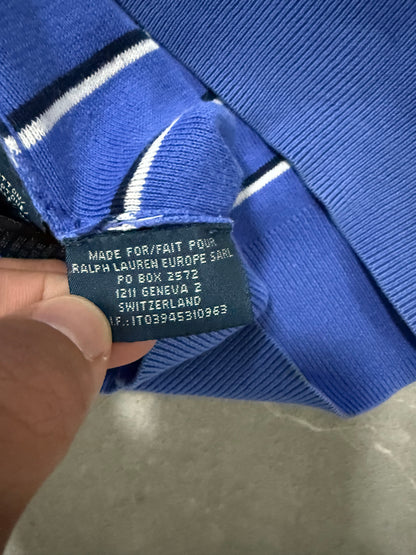 MADE FOR/FAIT POUR
RALPH LAUREN EUROPE SARL
PO BOX 2572
1211 GENEVA 2
SWITZERLAND
.F.:IT03945310963